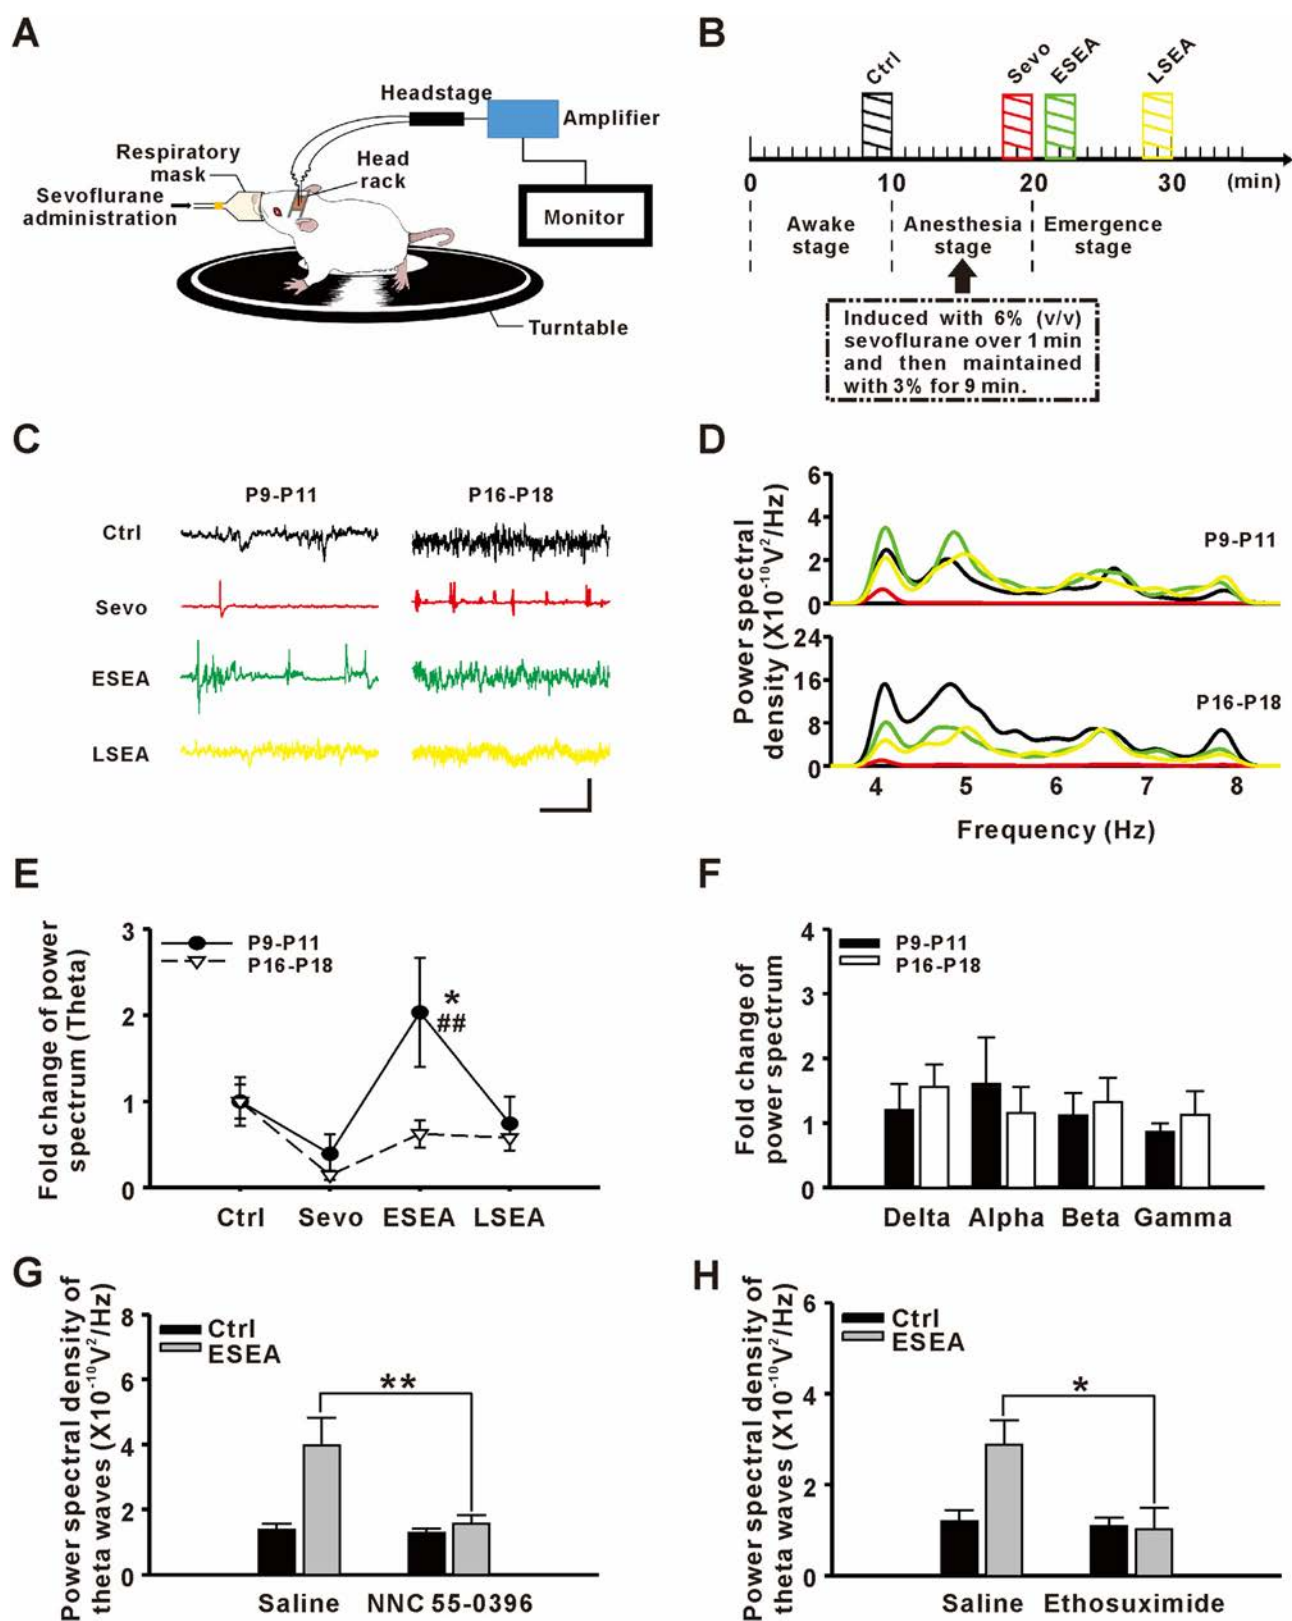 A
Headstage
Amplifier
Respiratory
mask
Head
rack
Sevoflurane
administration
Monitor
Turntable
B
Ctrl
Sevo
ESEA
LSEA
0
10
20
30
(min)
Awake
stage
Anesthesia
stage
Emergence
stage
Induced with 6% (v/v)
sevoflurane over 1 min
and then maintained
with 3% for 9 min.
C
P9-P11
P16-P18
Ctrl
Sevo
ESEA
LSEA
D
Power spectral
density (X10⁻¹⁰V²/Hz)
6
4
2
0
P9-P11
24
16
8
0
P16-P18
4
5
6
7
8
Frequency (Hz)
E
Fold change of power
spectrum (Theta)
3
2
1
0
P9-P11
P16-P18
*
##
Ctrl
Sevo
ESEA
LSEA
F
Fold change of
power spectrum
4
3
2
1
0
P9-P11
P16-P18
Delta
Alpha
Beta
Gamma
G
Power spectral density of
theta waves (X10⁻¹⁰V²/Hz)
8
6
4
2
0
Ctrl
ESEA
**
Saline
NNC 55-0396
H
Power spectral density of
theta waves (X10⁻¹⁰V²/Hz)
6
4
2
0
Ctrl
ESEA
*
Saline
Ethosuximide